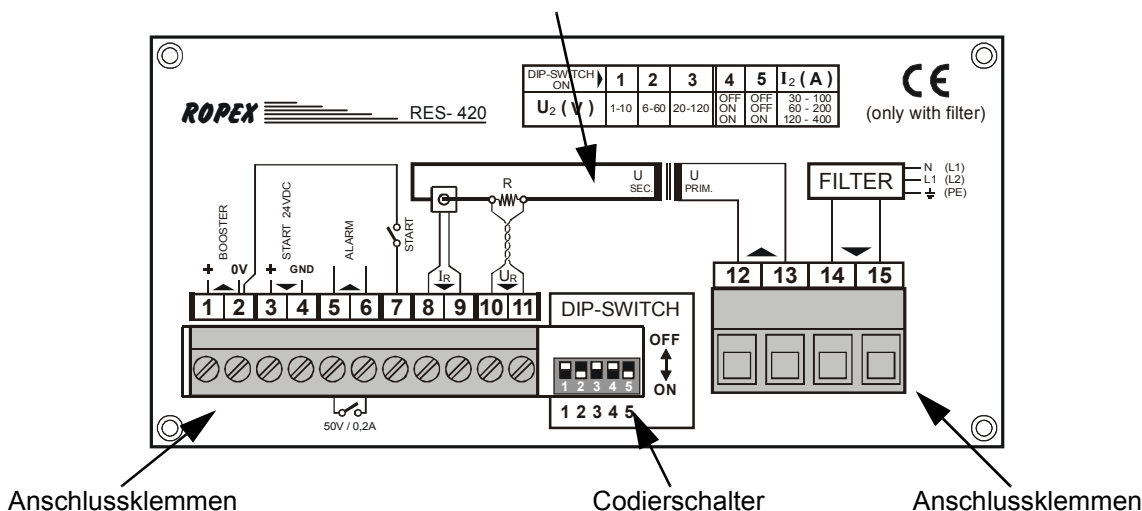 DIP-SWITCH ON 1 2 3 4 5 I2 (A)
U2 (V) 1-10 6-60 20-120 OFF OFF 30 - 100
ON OFF 60 - 200
ON ON 120 - 400
CE
(only with filter)
ROPEX RES- 420
U SEC. U PRIM.
R
FILTER
N (L1)
L1 (L2)
(PE)
BOOSTER
START 24VDC
ALARM
START
+ 0V + GND
IR UR
1 2 3 4 5 6 7 8 9 10 11
12 13 14 15
DIP-SWITCH
OFF
ON
1 2 3 4 5
1 2 3 4 5
50V / 0,2A
Anschlussklemmen Codierschalter Anschlussklemmen